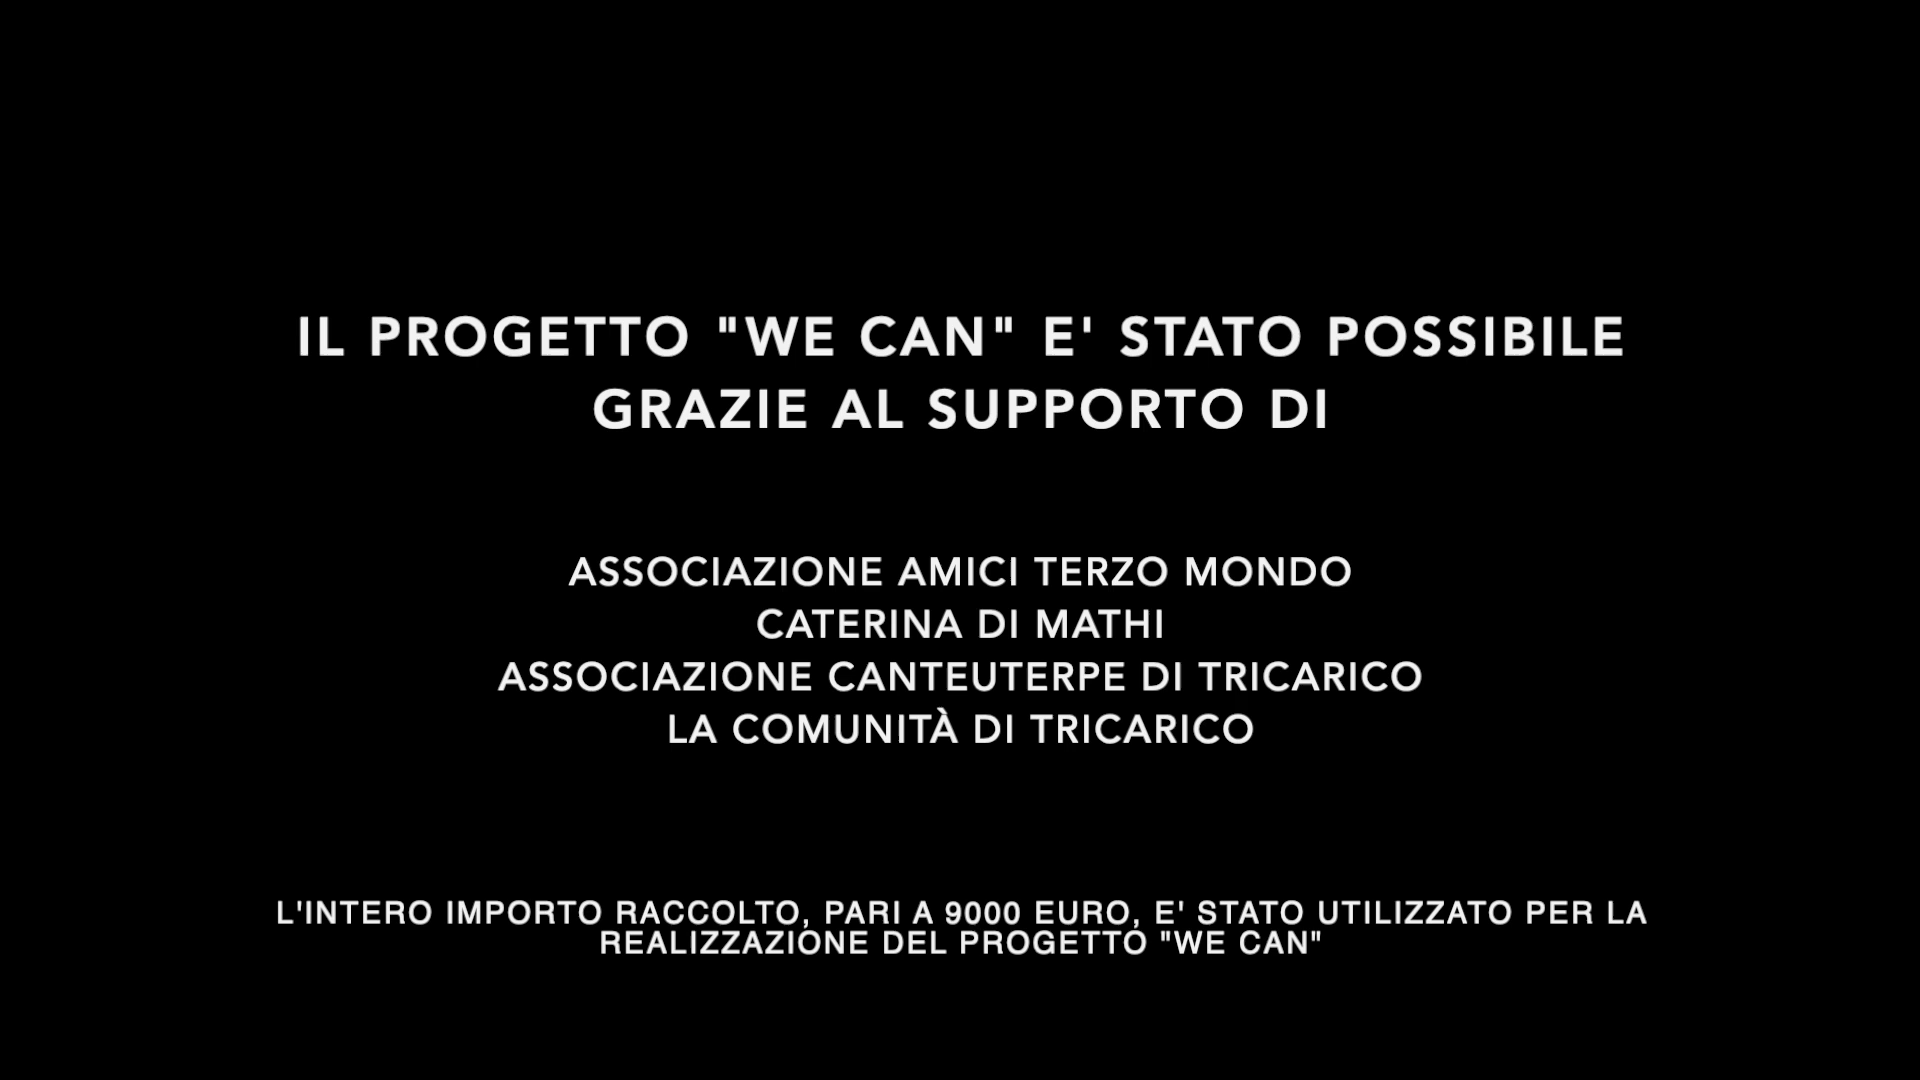 IL PROGETTO "WE CAN" E' STATO POSSIBILE
GRAZIE AL SUPPORTO DI
ASSOCIAZIONE AMICI TERZO MONDO
CATERINA DI MATHI
ASSOCIAZIONE CANTEUTERPE DI TRICARICO
LA COMUNITÀ DI TRICARICO
L'INTERO IMPORTO RACCOLTO, PARI A 9000 EURO, E' STATO UTILIZZATO PER LA
REALIZZAZIONE DEL PROGETTO "WE CAN"